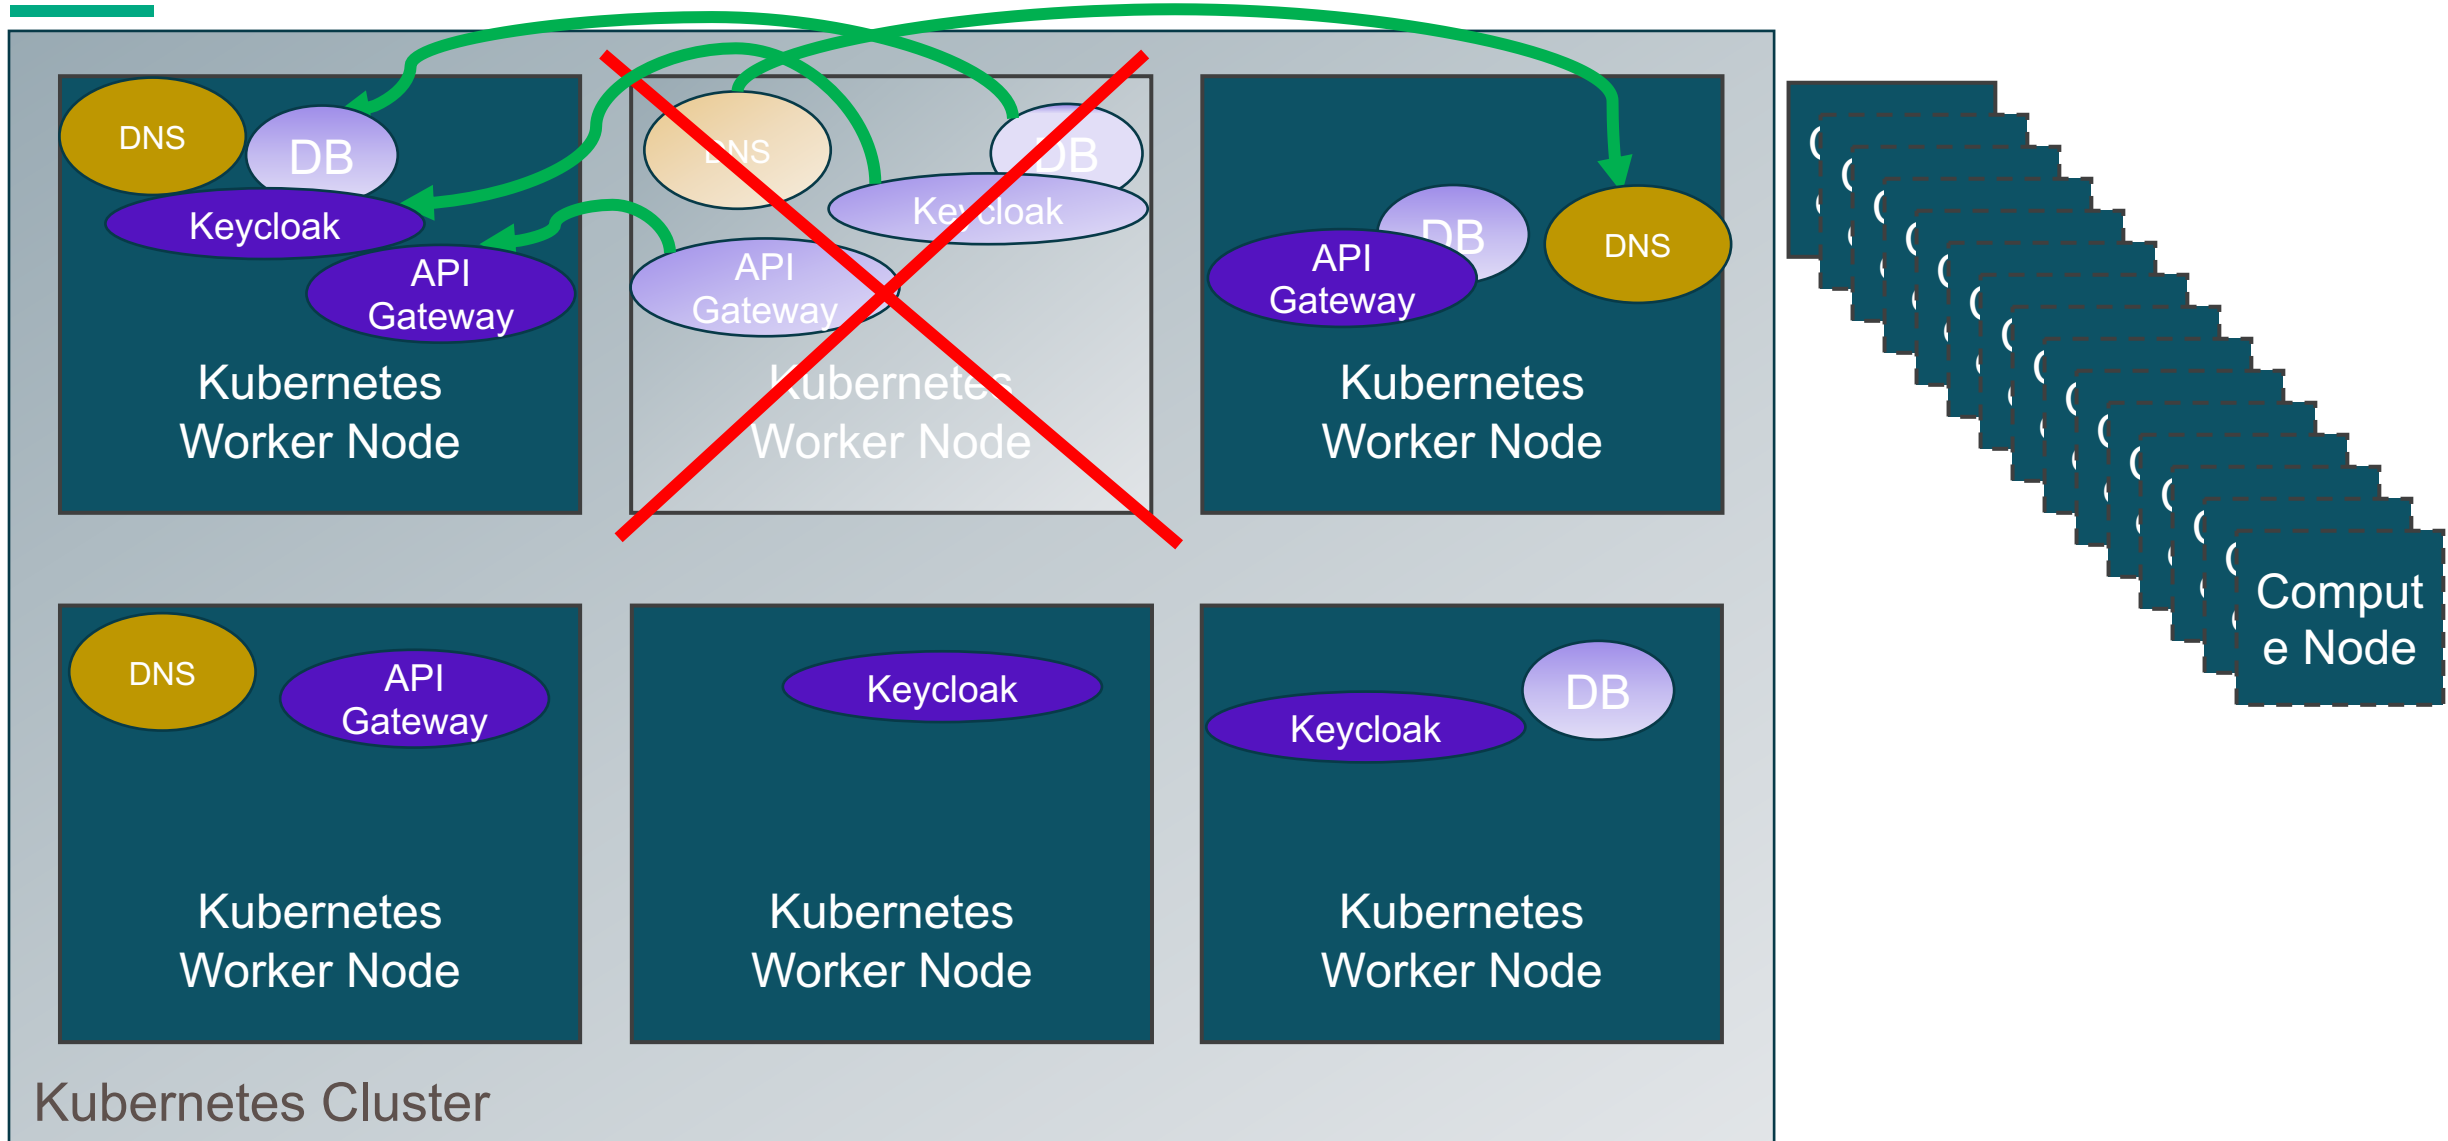 DNS
DB
Keycloak
API
Gateway
Kubernetes
Worker Node
DNS
DB
Keycloak
API
Gateway
Kubernetes
Worker Node
DB
API
Gateway
DNS
Kubernetes
Worker Node
DNS
API
Gateway
Kubernetes
Worker Node
Keycloak
Kubernetes
Worker Node
Keycloak
DB
Kubernetes
Worker Node
Kubernetes Cluster
Comput
e Node